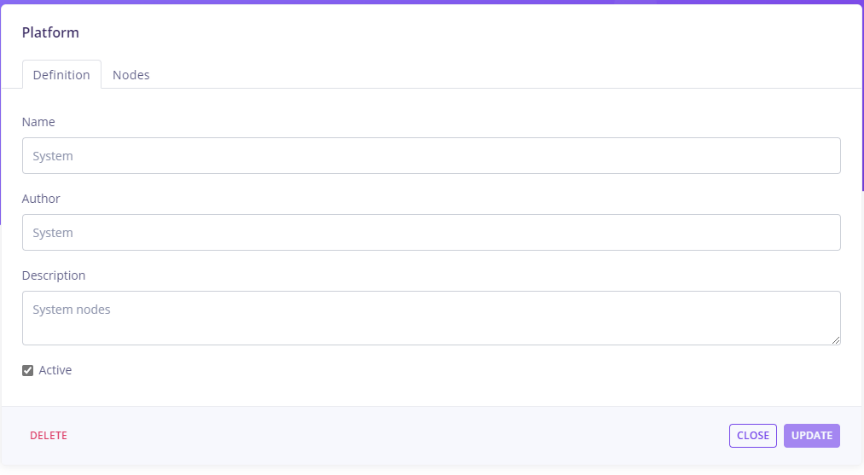 Platform
Definition Nodes
Name
System
Author
System
Description
System nodes
Active
DELETE CLOSE UPDATE